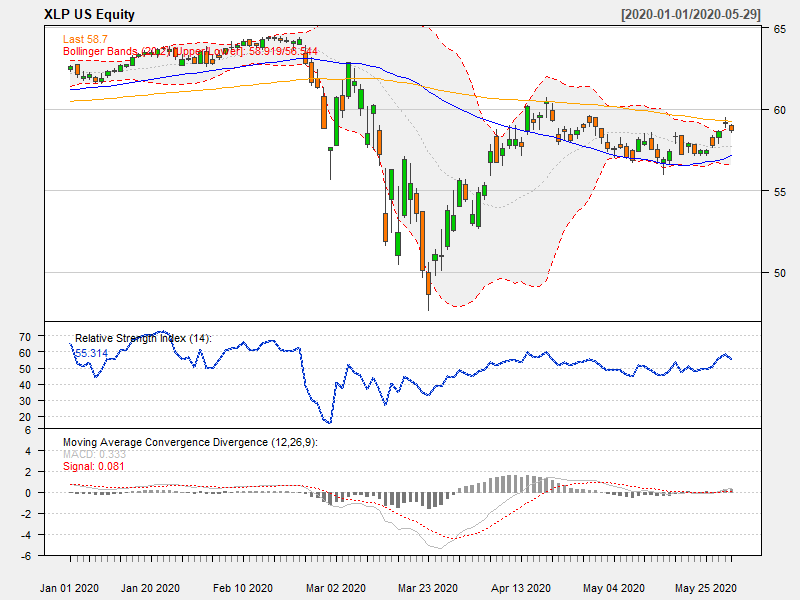 XLP US Equity [2020-01-01/2020-05-29]
Last 58.7
Bollinger Bands (20,2) [Upper/Lower]: 58.919/56.544
65
60
55
50
Relative Strength Index (14):
55.314
70
60
50
40
30
20
Moving Average Convergence Divergence (12,26,9):
MACD: 0.333
Signal: 0.081
6
4
2
0
-2
-4
-6
Jan 01 2020 Jan 20 2020 Feb 10 2020 Mar 02 2020 Mar 23 2020 Apr 13 2020 May 04 2020 May 25 2020